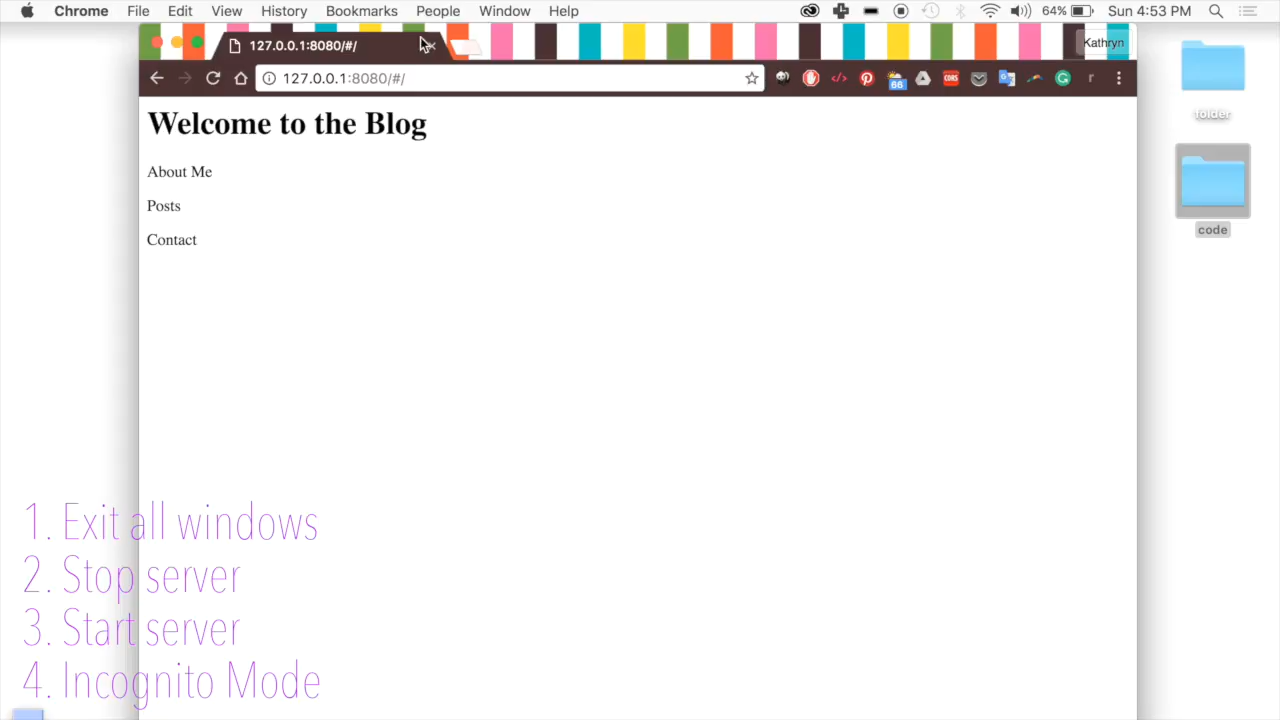 Chrome File Edit View History Bookmarks People Window Help 64% Sun 4:53 PM
127.0.0.1:8080/#/ Kathryn
127.0.0.1:8080/#/ 66 CORS r
Welcome to the Blog
About Me
Posts
Contact
folder
code
1. Exit all windows
2. Stop server
3. Start server
4. Incognito Mode